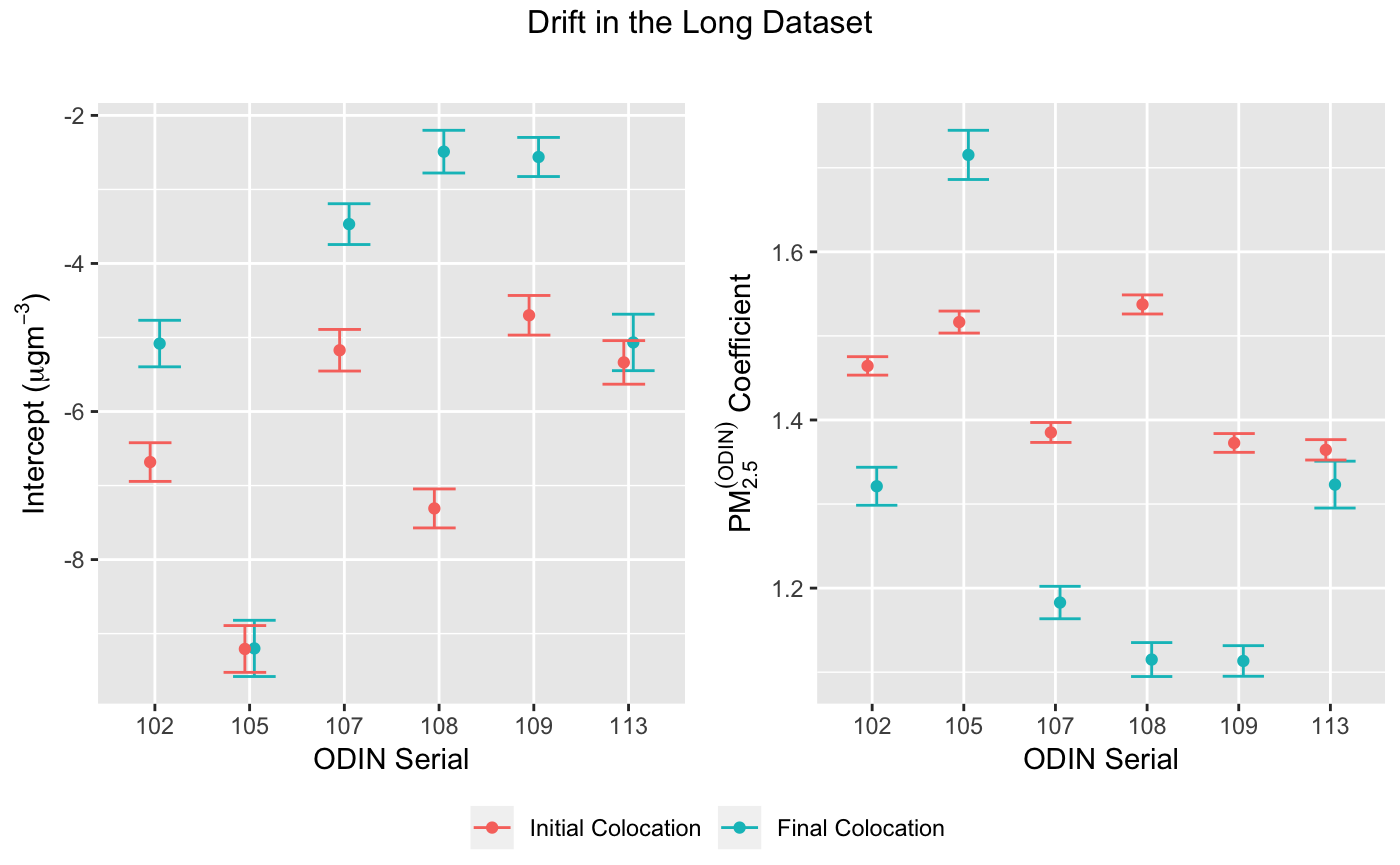 Drift in the Long Dataset
Intercept (μgm⁻³)
-2
-4
-6
-8
102 105 107 108 109 113
ODIN Serial
PM₂.₅⁽ᴼᴰᴵᴺ⁾ Coefficient
1.6
1.4
1.2
102 105 107 108 109 113
ODIN Serial
Initial Colocation Final Colocation